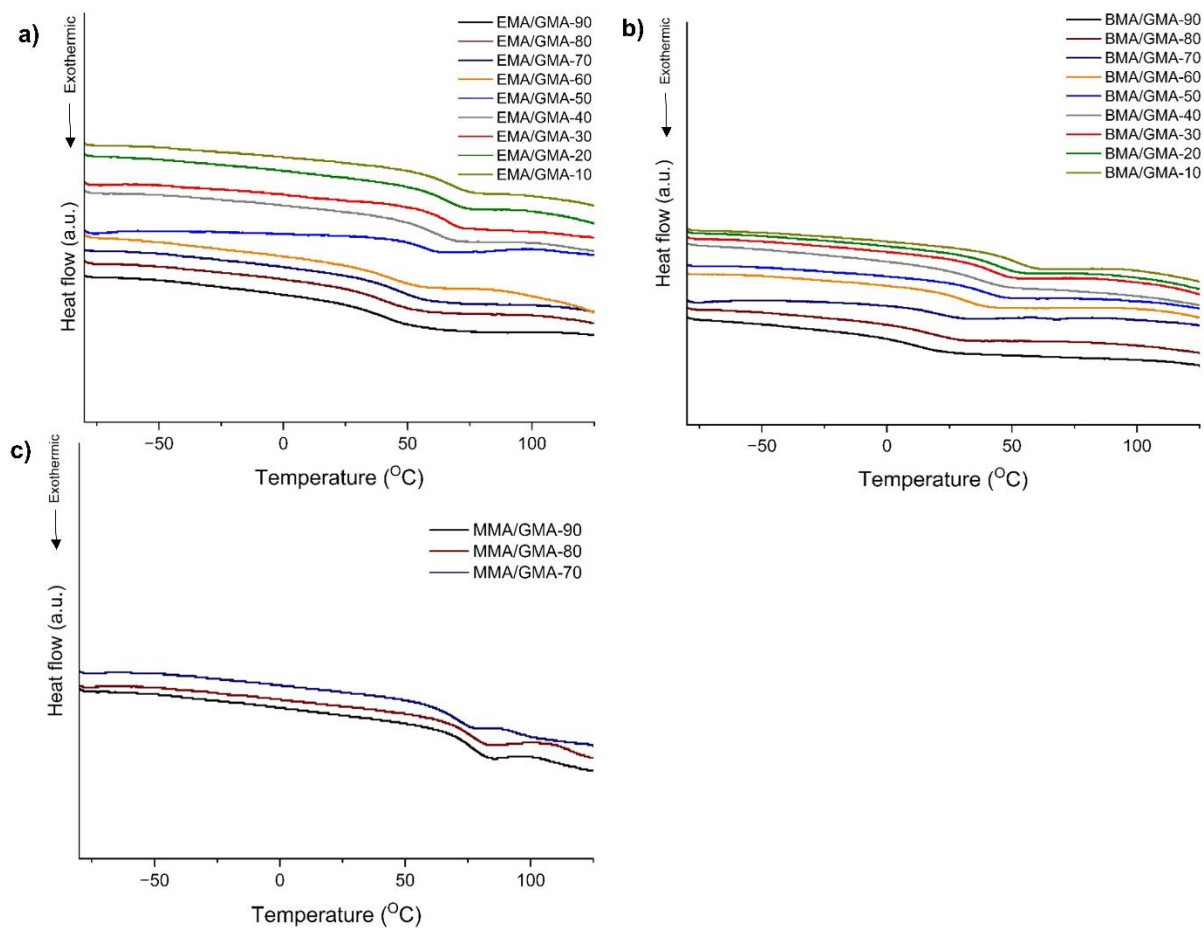 a)
Exothermic
Heat flow (a.u.)
EMA/GMA-90
EMA/GMA-80
EMA/GMA-70
EMA/GMA-60
EMA/GMA-50
EMA/GMA-40
EMA/GMA-30
EMA/GMA-20
EMA/GMA-10
−50 0 50 100
Temperature (OC)
b)
Exothermic
Heat flow (a.u.)
BMA/GMA-90
BMA/GMA-80
BMA/GMA-70
BMA/GMA-60
BMA/GMA-50
BMA/GMA-40
BMA/GMA-30
BMA/GMA-20
BMA/GMA-10
−50 0 50 100
Temperature (OC)
c)
Exothermic
Heat flow (a.u.)
MMA/GMA-90
MMA/GMA-80
MMA/GMA-70
−50 0 50 100
Temperature (OC)